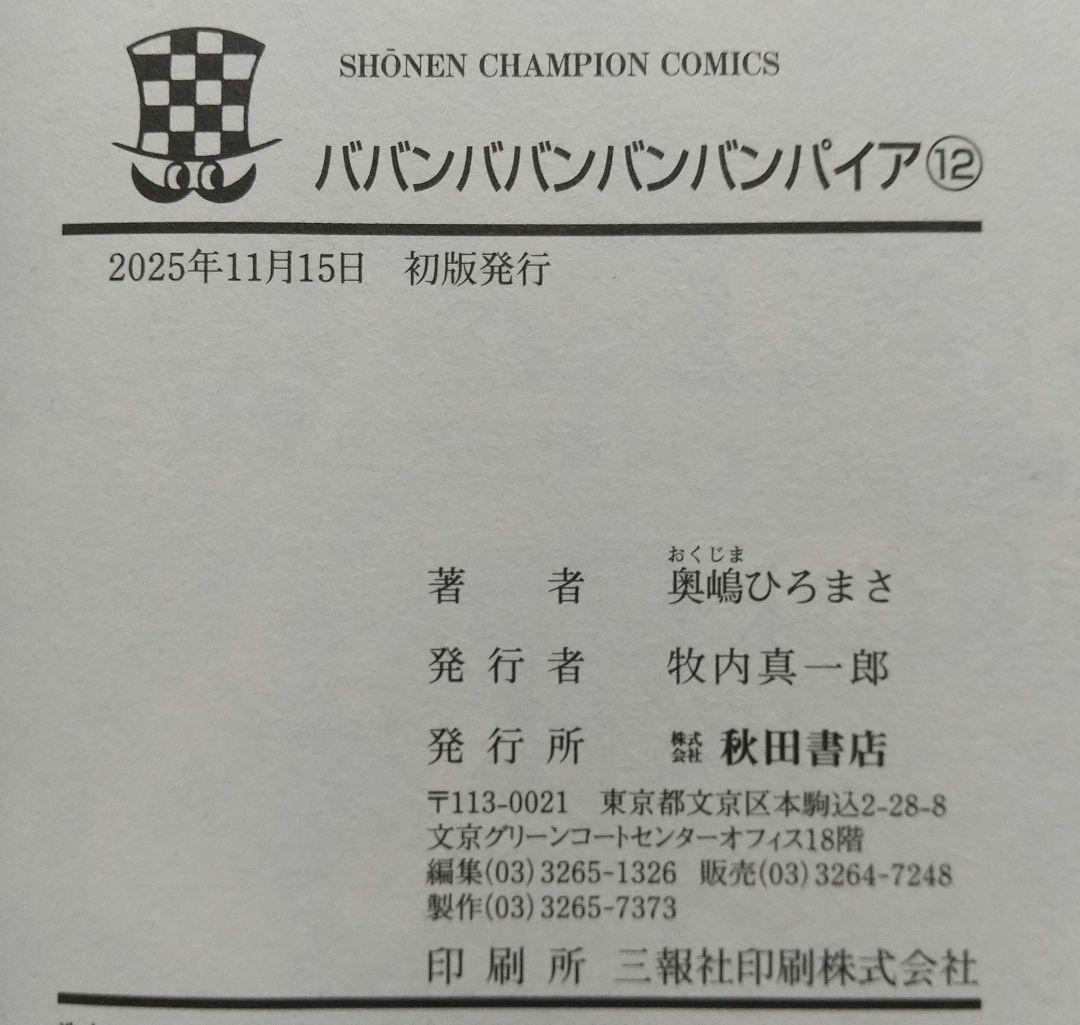 SHŌNEN CHAMPION COMICS
ババンババンバンバンパイア⑫
2025年11月15日　初版発行
著者　奥嶋ひろまさ
おくじま
発行者　牧内真一郎
発行所　株式会社 秋田書店
〒113-0021　東京都文京区本駒込2-28-8
文京グリーンコートセンターオフィス18階
編集(03)3265-1326　販売(03)3264-7248
製作(03)3265-7373
印刷所　三報社印刷株式会社